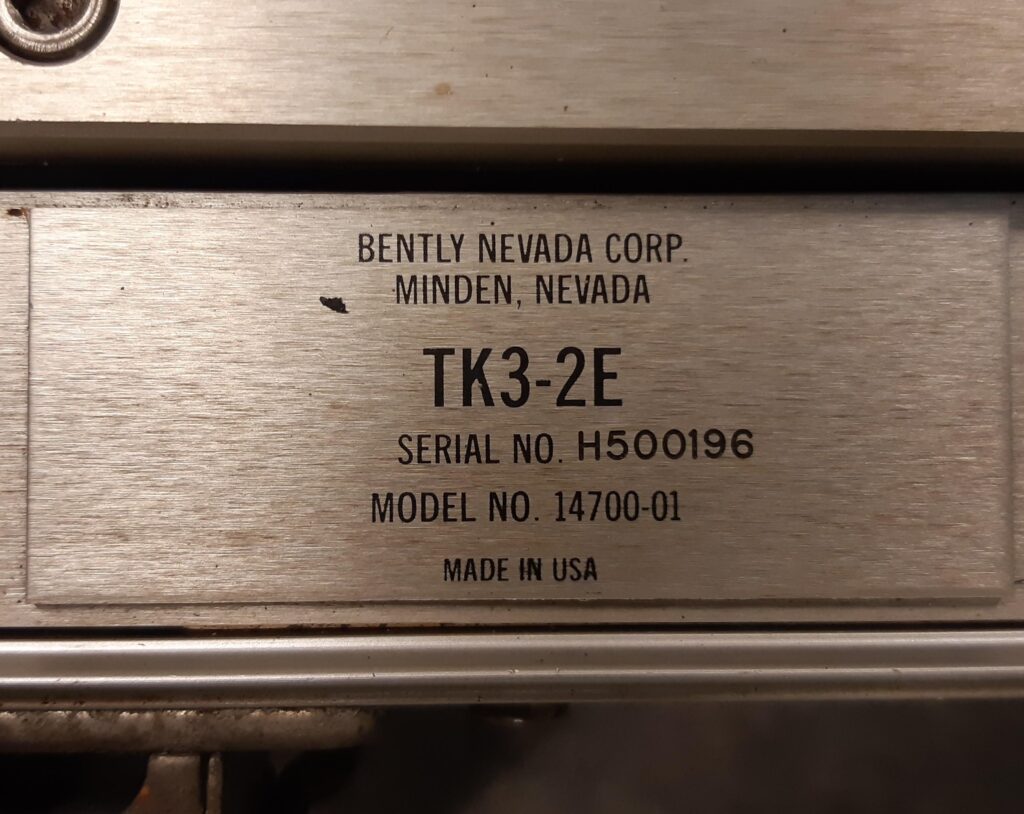 BENTLY NEVADA CORP.
MINDEN, NEVADA
TK3-2E
SERIAL NO. H500196
MODEL NO. 14700-01
MADE IN USA